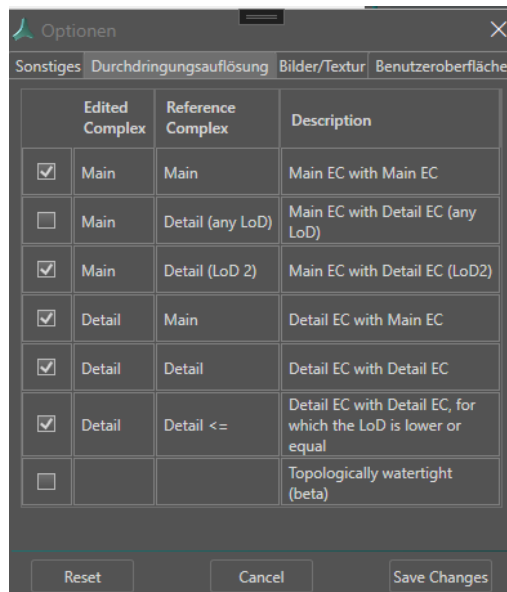 Optionen
Sonstiges Durchdringungsauflösung Bilder/Textur Benutzeroberfläche
Edited Complex Reference Complex Description
Main Main Main EC with Main EC
Main Detail (any LoD) Main EC with Detail EC (any LoD)
Main Detail (LoD 2) Main EC with Detail EC (LoD2)
Detail Main Detail EC with Main EC
Detail Detail Detail EC with Detail EC
Detail Detail <= Detail EC with Detail EC, for which the LoD is lower or equal
Topologically watertight (beta)
Reset Cancel Save Changes